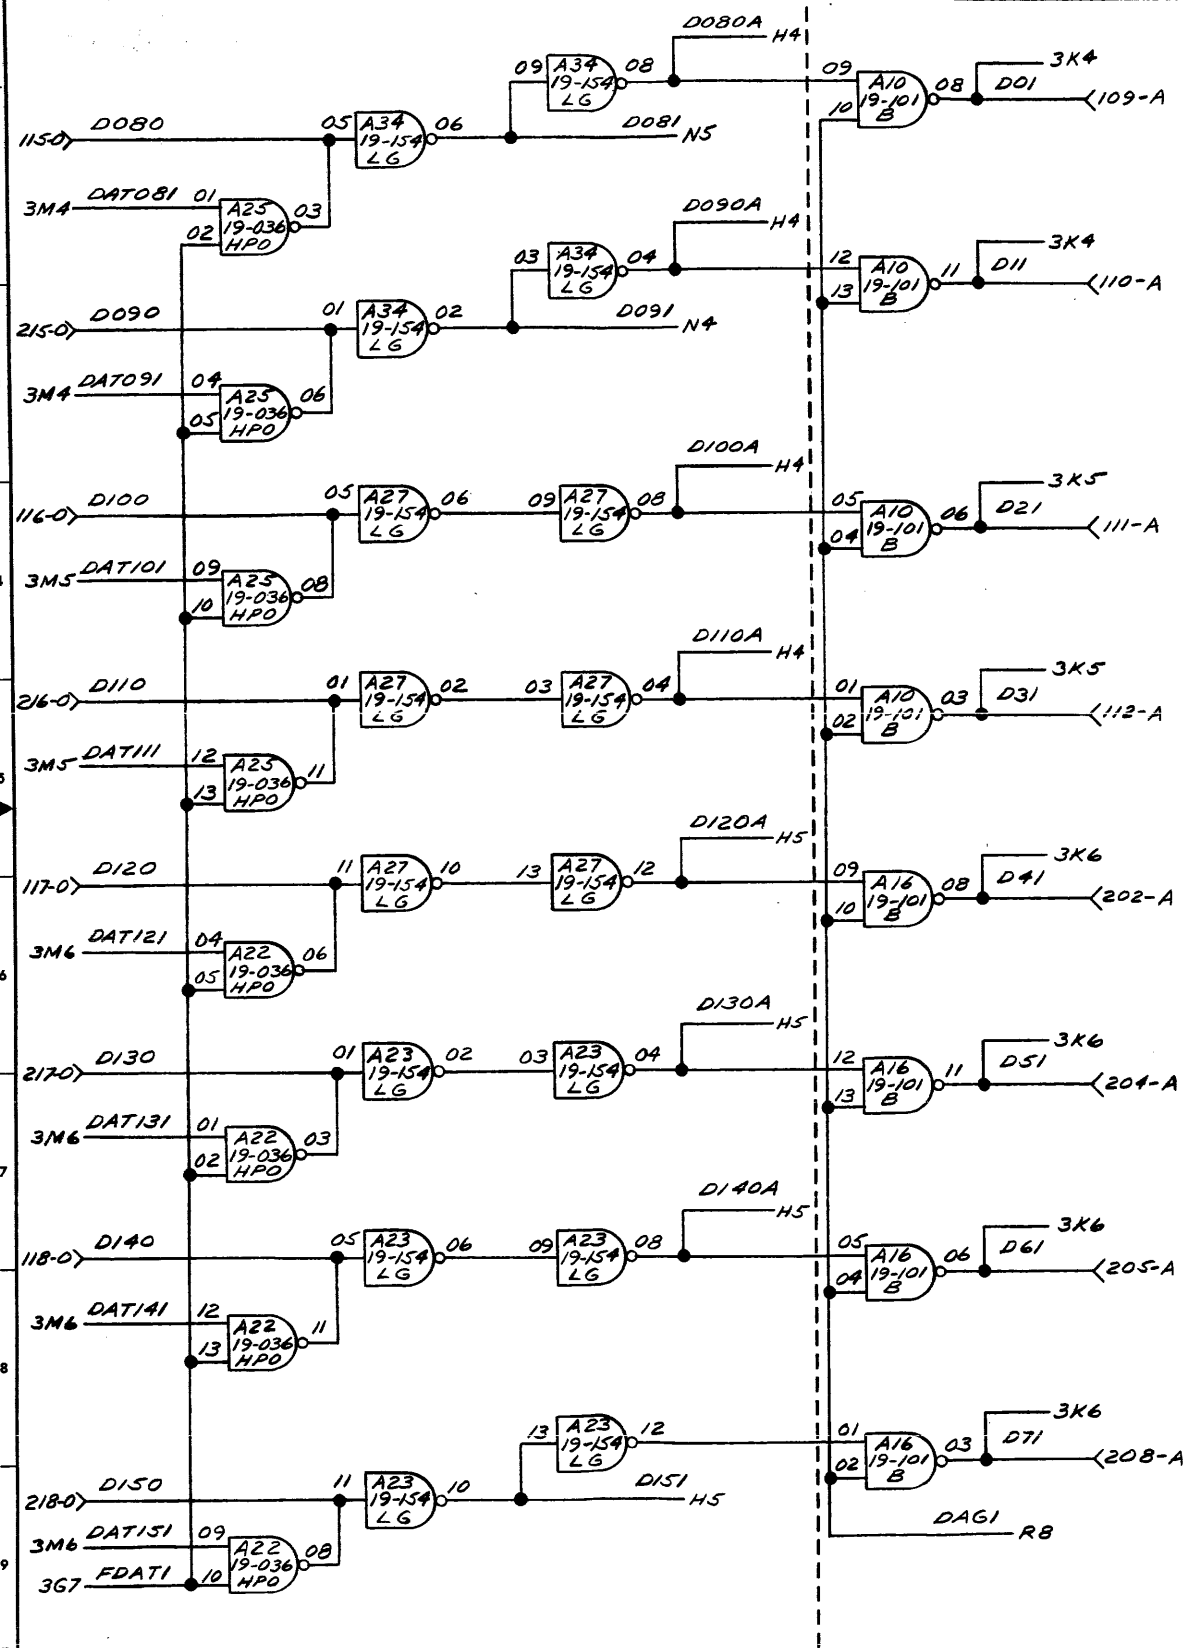 D080A H4
09 A34 08
19-154
LG
3K4
09 A10 08 D01 109-A
10 19-101
B
115-0 D080 05 A34 06 D081 N5
19-154
LG
3M4 DAT081 01 A25 03
02 19-036
HPO
D090A H4
03 A34 04
19-154
LG
3K4
12 A10 11 D11 110-A
13 19-101
B
215-0 D090 01 A34 02 D091 N4
19-154
LG
3M4 DAT091 04 A25 06
05 19-036
HPO
D100A H4
3K5
116-0 D100 05 A27 06 09 A27 08 05 A10 06 D21 111-A
19-154 19-154 04 19-101
LG LG B
3M5 DAT101 09 A25 08
10 19-036
HPO
D110A H4
3K5
216-0 D110 01 A27 02 03 A27 04 01 A10 03 D31 112-A
19-154 19-154 02 19-101
LG LG B
3M5 DAT111 12 A25 11
13 19-036
HPO
D120A H5
3K6
117-0 D120 11 A27 10 13 A27 12 09 A16 08 D41 202-A
19-154 19-154 10 19-101
LG LG B
3M6 DAT121 04 A22 06
05 19-036
HPO
D130A H5
3K6
217-0 D130 01 A23 02 03 A23 04 12 A16 11 D51 204-A
19-154 19-154 13 19-101
LG LG B
3M6 DAT131 01 A22 03
02 19-036
HPO
D140A H5
3K6
118-0 D140 05 A23 06 09 A23 08 05 A16 06 D61 205-A
19-154 19-154 04 19-101
LG LG B
3M6 DAT141 12 A22 11
13 19-036
HPO
13 A23 12
19-154
LG
3K6
01 A16 03 D71 208-A
02 19-101
B
218-0 D150 11 A23 10 D151 H5
19-154
LG
DAG1 R8
3M6 DAT151 09 A22 08
19-036
3G7 FDAT1 10 HPO
6
7
8
9